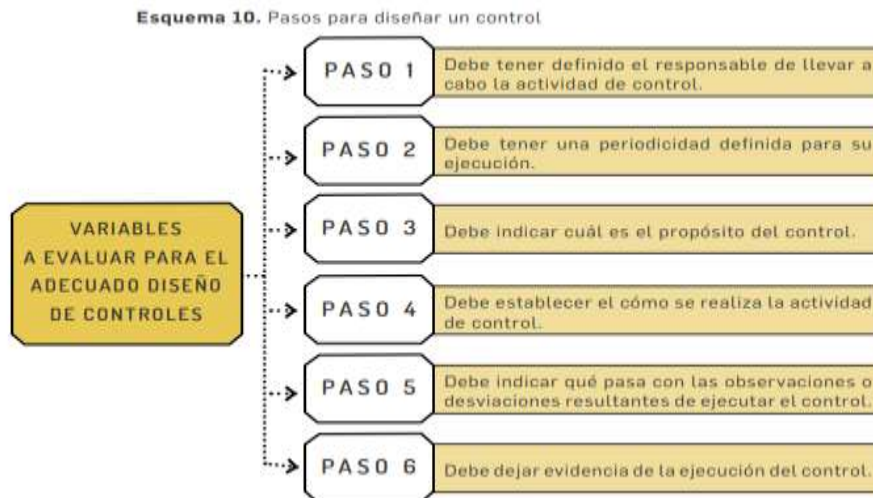 Esquema 10. Pasos para diseñar un control
VARIABLES
A EVALUAR PARA EL
ADECUADO DISEÑO
DE CONTROLES
PASO 1
Debe tener definido el responsable de llevar a
cabo la actividad de control.
PASO 2
Debe tener una periodicidad definida para su
ejecución.
PASO 3
Debe indicar cuál es el propósito del control.
PASO 4
Debe establecer el cómo se realiza la actividad
de control.
PASO 5
Debe indicar qué pasa con las observaciones o
desviaciones resultantes de ejecutar el control.
PASO 6
Debe dejar evidencia de la ejecución del control.